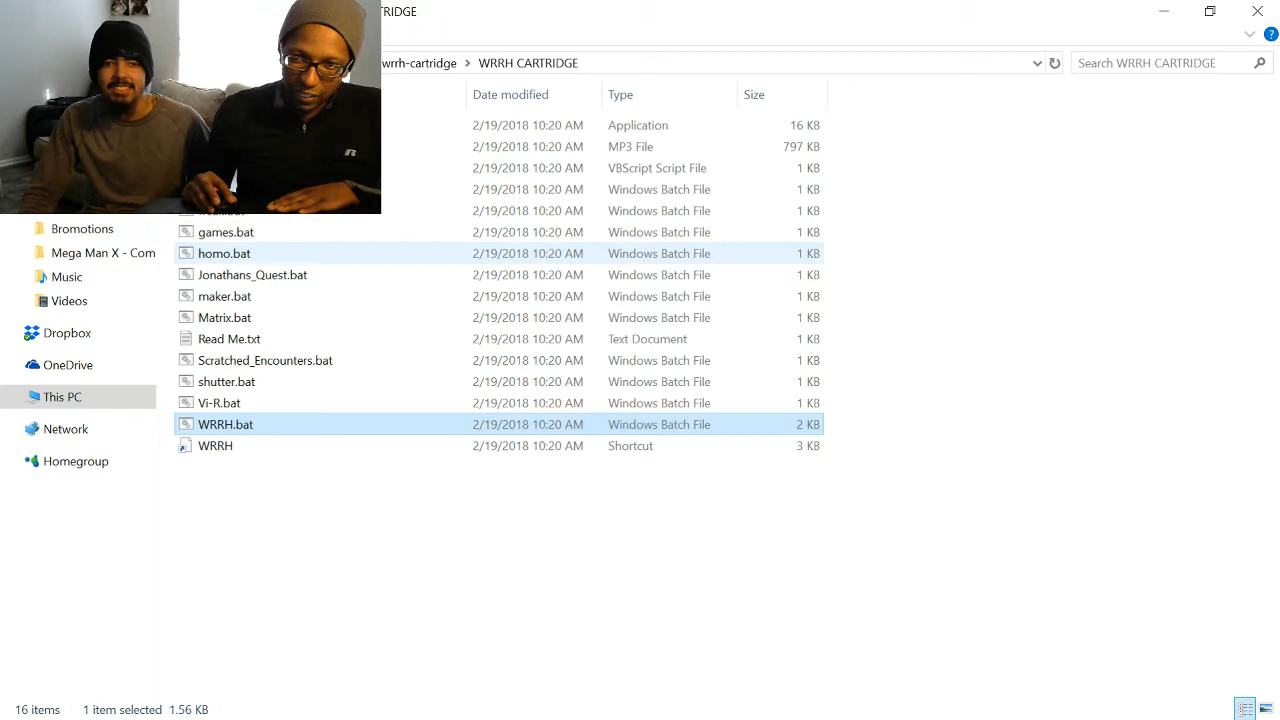 TRIDGE
wrrh-cartridge > WRRH CARTRIDGE
Search WRRH CARTRIDGE
Date modified Type Size
2/19/2018 10:20 AM Application 16 KB
2/19/2018 10:20 AM MP3 File 797 KB
2/19/2018 10:20 AM VBScript Script File 1 KB
2/19/2018 10:20 AM Windows Batch File 1 KB
2/19/2018 10:20 AM Windows Batch File 1 KB
games.bat 2/19/2018 10:20 AM Windows Batch File 1 KB
homo.bat 2/19/2018 10:20 AM Windows Batch File 1 KB
Jonathans_Quest.bat 2/19/2018 10:20 AM Windows Batch File 1 KB
maker.bat 2/19/2018 10:20 AM Windows Batch File 1 KB
Matrix.bat 2/19/2018 10:20 AM Windows Batch File 1 KB
Read Me.txt 2/19/2018 10:20 AM Text Document 1 KB
Scratched_Encounters.bat 2/19/2018 10:20 AM Windows Batch File 1 KB
shutter.bat 2/19/2018 10:20 AM Windows Batch File 1 KB
Vi-R.bat 2/19/2018 10:20 AM Windows Batch File 1 KB
WRRH.bat 2/19/2018 10:20 AM Windows Batch File 2 KB
WRRH 2/19/2018 10:20 AM Shortcut 3 KB
Bromotions
Mega Man X - Com
Music
Videos
Dropbox
OneDrive
This PC
Network
Homegroup
16 items 1 item selected 1.56 KB